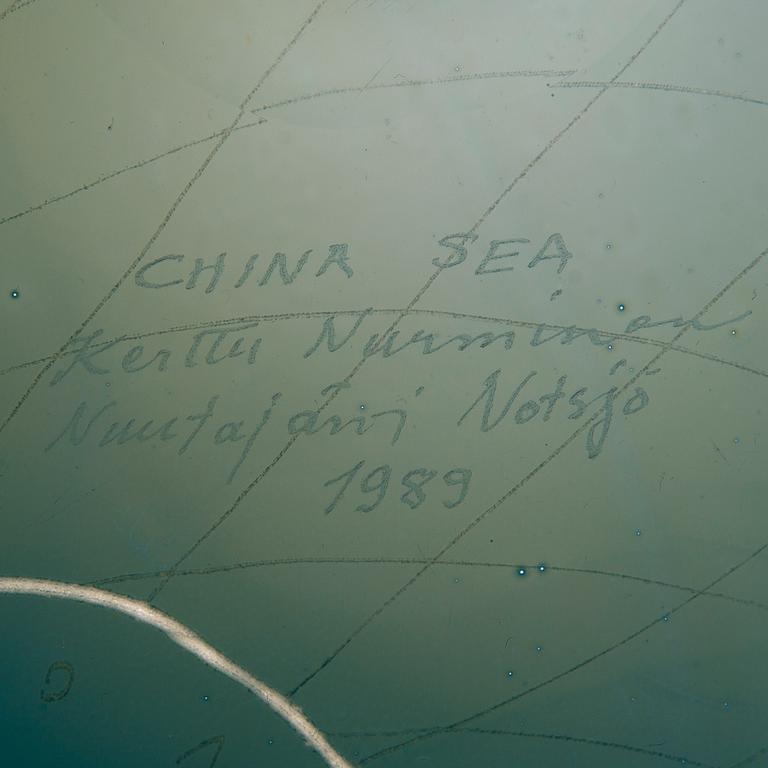 CHINA SEA
Kerttu Nurminen
Nuutajärvi Notsjö
1989